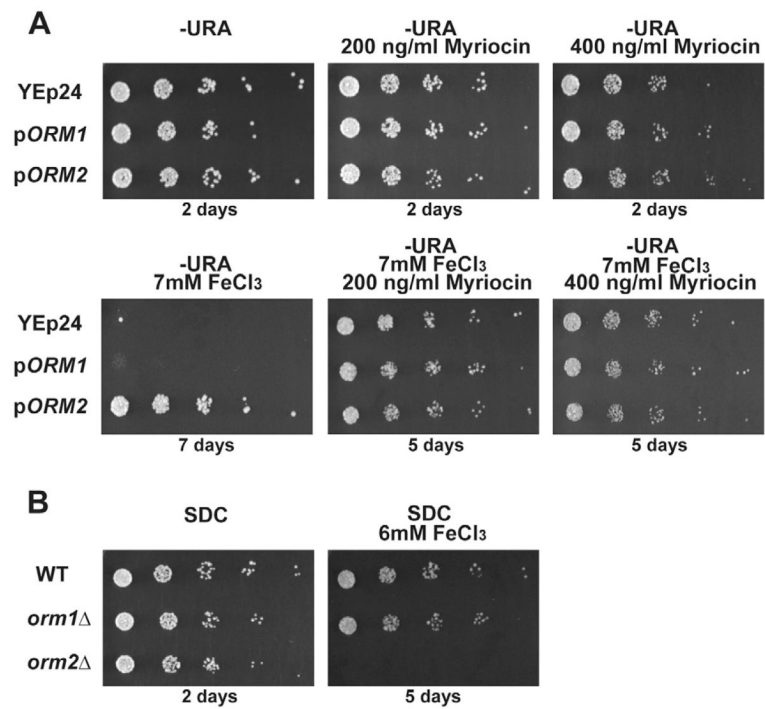 A
-URA
-URA
200 ng/ml Myriocin
-URA
400 ng/ml Myriocin
YEp24
pORM1
pORM2
2 days
2 days
2 days
-URA
7mM FeCl₃
-URA
7mM FeCl₃
200 ng/ml Myriocin
-URA
7mM FeCl₃
400 ng/ml Myriocin
YEp24
pORM1
pORM2
7 days
5 days
5 days
B
SDC
SDC
6mM FeCl₃
WT
orm1Δ
orm2Δ
2 days
5 days